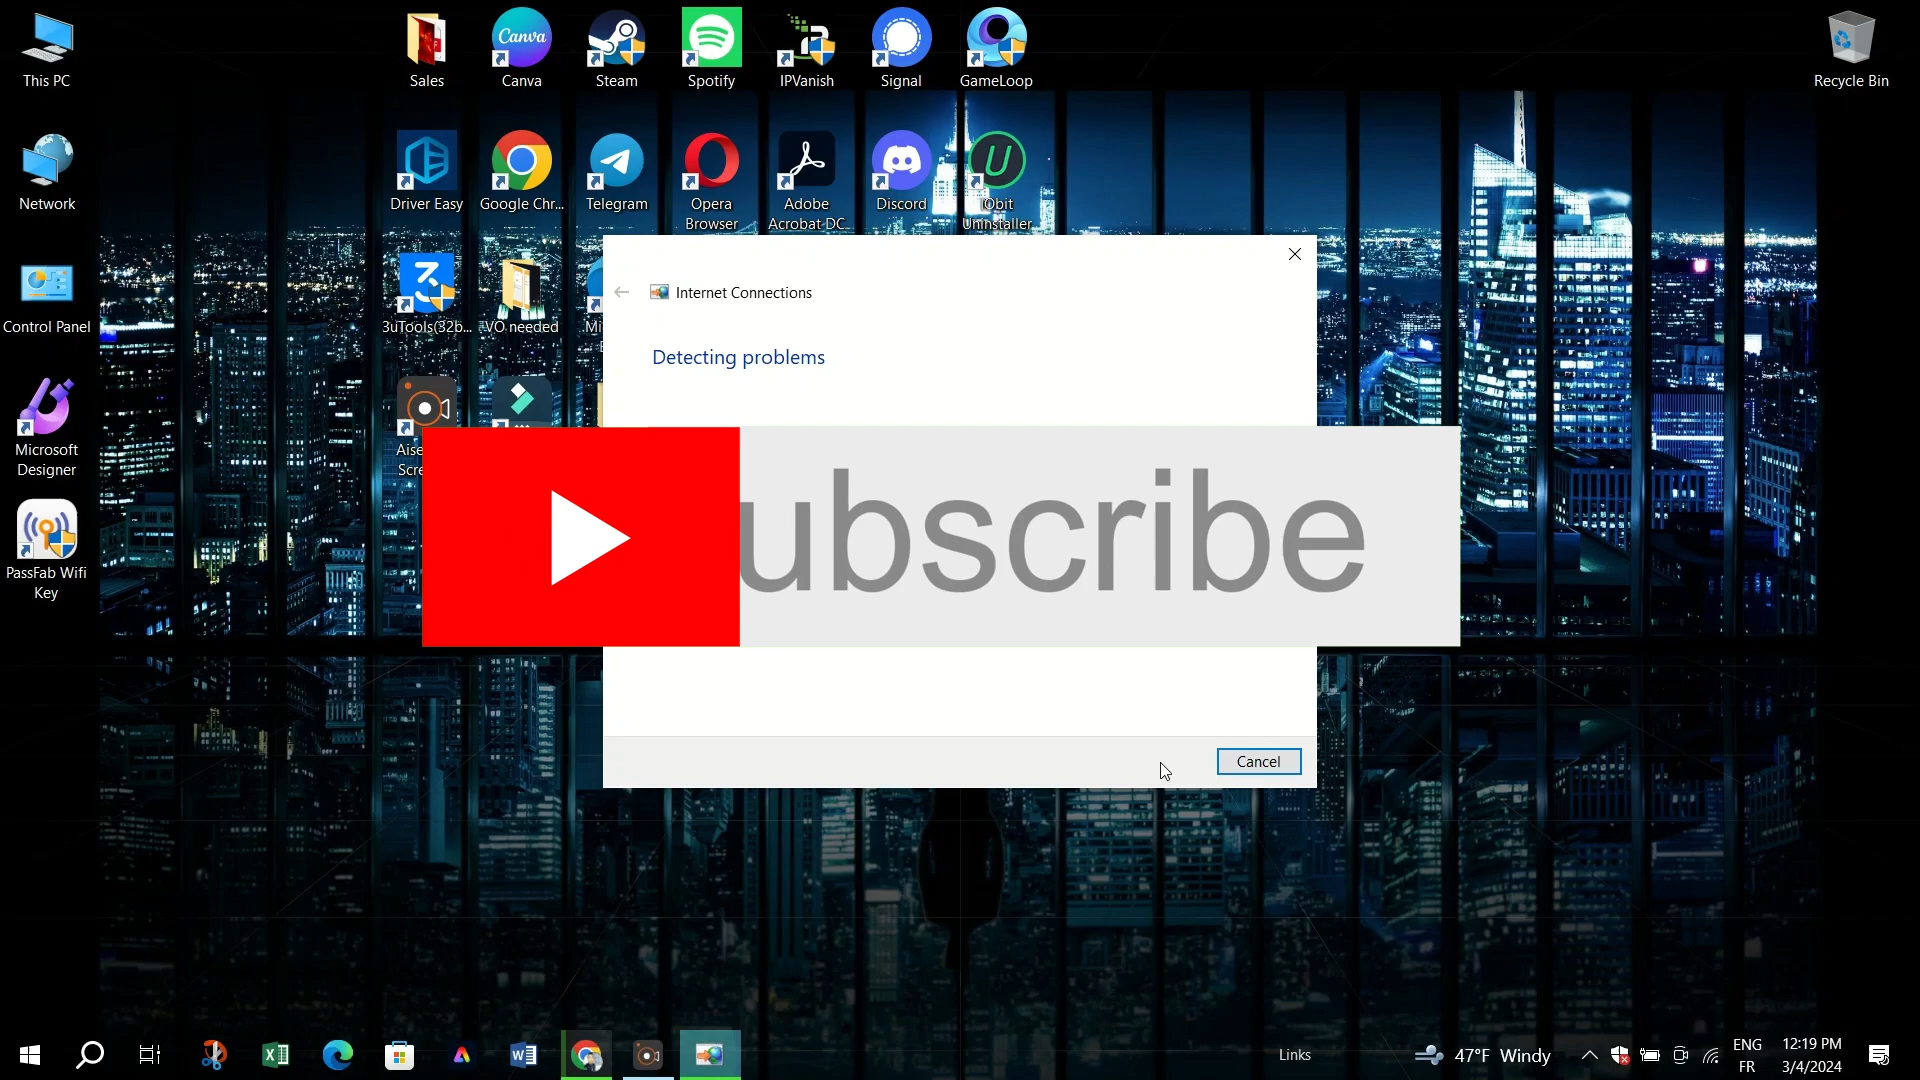 This PC
Sales
Canva
Canva
Steam
Spotify
IPVanish
Signal
GameLoop
Recycle Bin
Network
Driver Easy
Google Chr...
Telegram
Opera
Browser
Adobe
Acrobat DC
Discord
IObit
Uninstaller
Control Panel
3uTools(32b...
VO needed
Internet Connections
Detecting problems
Microsoft
Designer
ubscribe
PassFab Wifi
Key
Cancel
Links
47°F Windy
ENG
FR
12:19 PM
3/4/2024